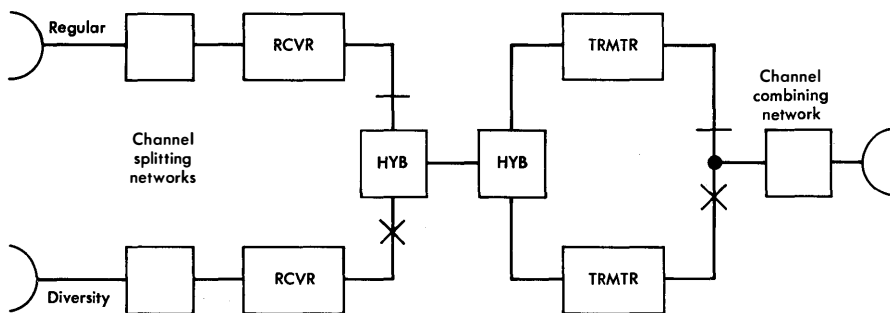 Regular
RCVR
TRMTR
Channel
combining
network
Channel
splitting
networks
HYB
HYB
Diversity
RCVR
TRMTR